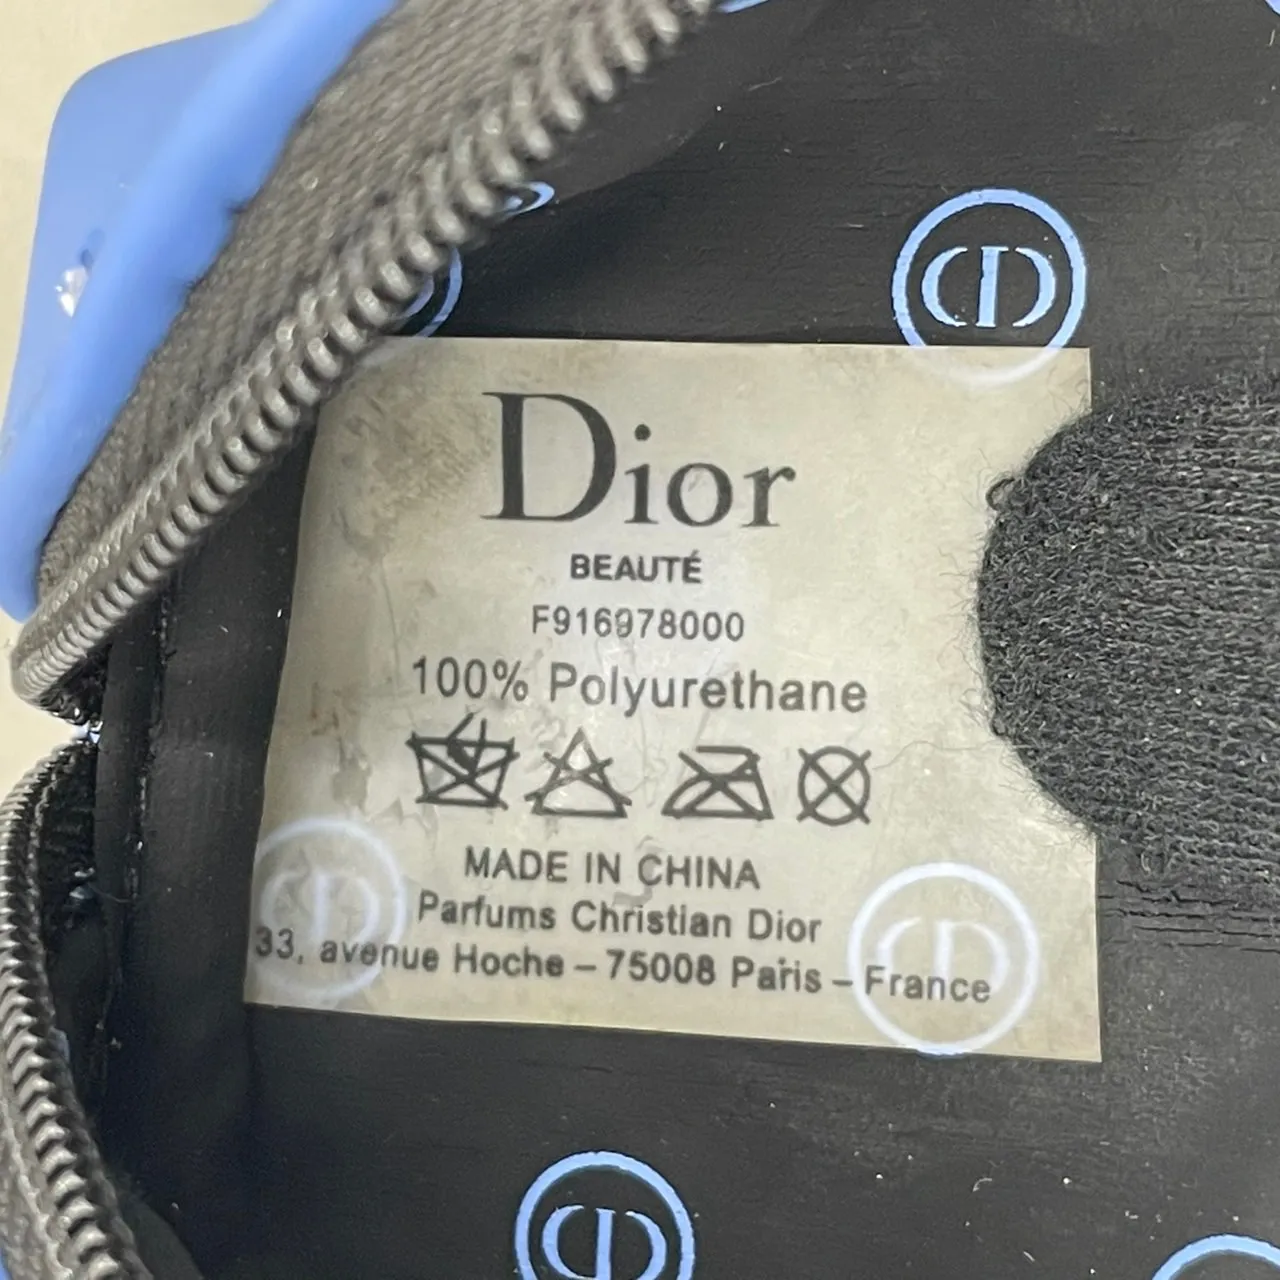 Dior
BEAUTÉ
F916978000
100% Polyurethane
MADE IN CHINA
Parfums Christian Dior
33, avenue Hoche – 75008 Paris – France